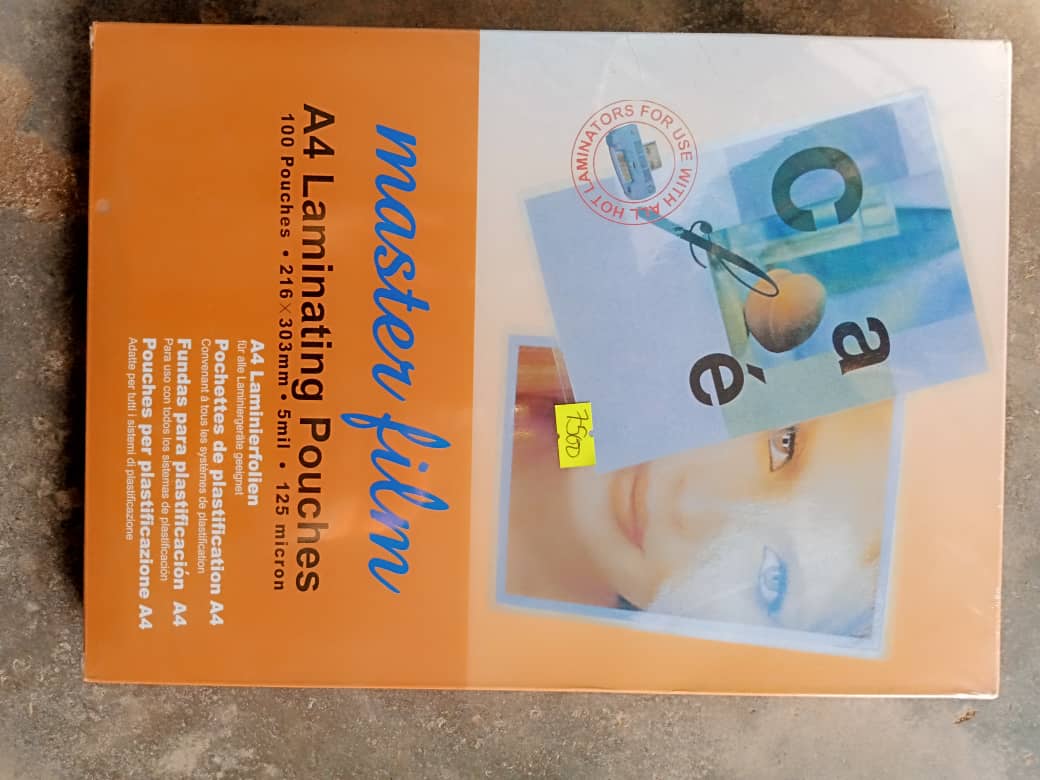 FOR USE WITH ALL HOT LAMINATORS
c
a
f
é
7500
master film
A4 Laminating Pouches
100 Pouches • 216×303mm • 5mil • 125 micron
A4 Laminierfolien
für alle Laminiergeräte geeignet
Pochettes de plastification A4
Convenant à tous les systèmes de plastification
Fundas para plastificación A4
Para uso con todos los sistemas de plastificación
Pouches per plastificazione A4
Adatte per tutti i sistemi di plastificazione